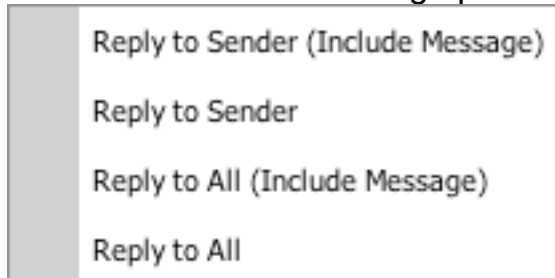 Reply to Sender (Include Message)
Reply to Sender
Reply to All (Include Message)
Reply to All